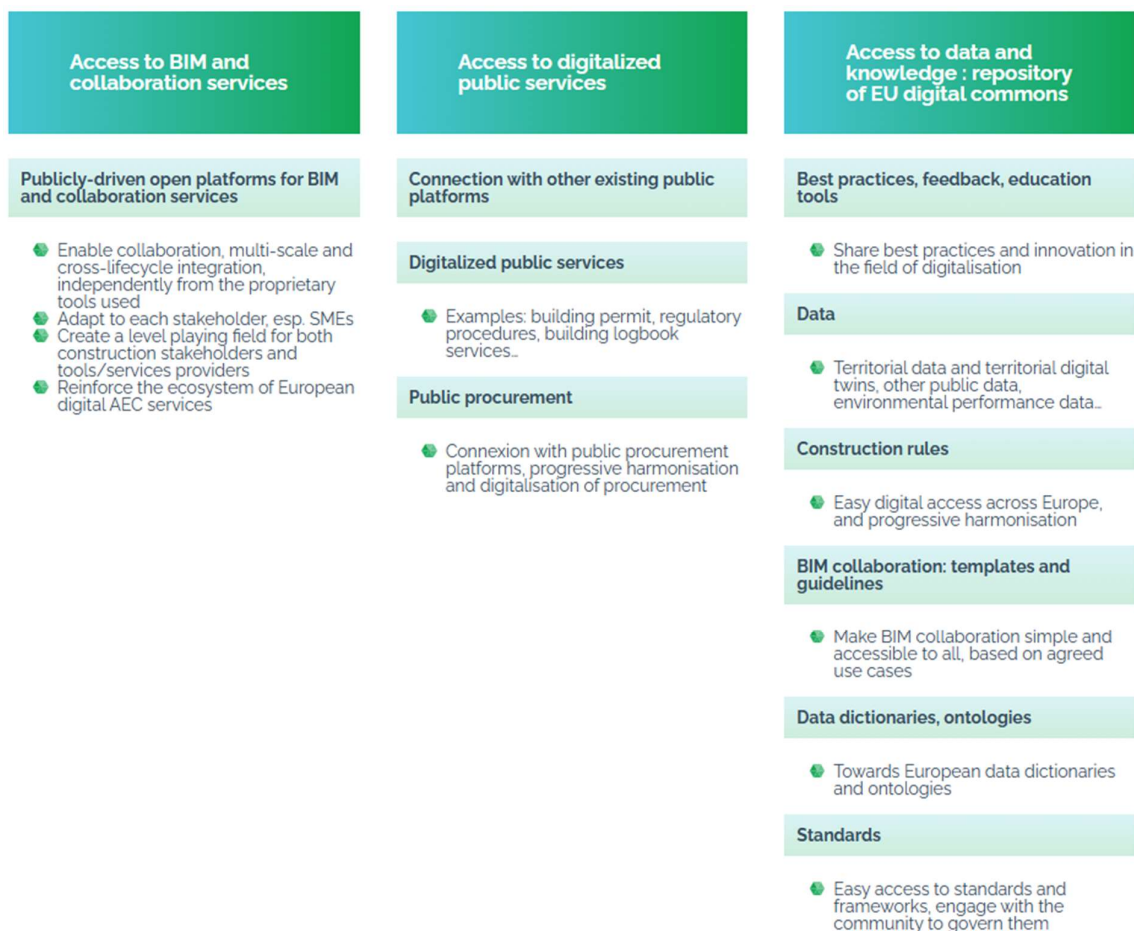 Access to BIM and
collaboration services
Publicly-driven open platforms for BIM
and collaboration services
Enable collaboration, multi-scale and
cross-lifecycle integration,
independently from the proprietary
tools used
Adapt to each stakeholder, esp. SMEs
Create a level playing field for both
construction stakeholders and
tools/services providers
Reinforce the ecosystem of European
digital AEC services
Access to digitalized
public services
Connection with other existing public
platforms
Digitalized public services
Examples: building permit, regulatory
procedures, building logbook
services...
Public procurement
Connexion with public procurement
platforms, progressive harmonisation
and digitalisation of procurement
Access to data and
knowledge : repository
of EU digital commons
Best practices, feedback, education
tools
Share best practices and innovation in
the field of digitalisation
Data
Territorial data and territorial digital
twins, other public data,
environmental performance data...
Construction rules
Easy digital access across Europe,
and progressive harmonisation
BIM collaboration: templates and
guidelines
Make BIM collaboration simple and
accessible to all, based on agreed
use cases
Data dictionaries, ontologies
Towards European data dictionaries
and ontologies
Standards
Easy access to standards and
frameworks, engage with the
community to govern them